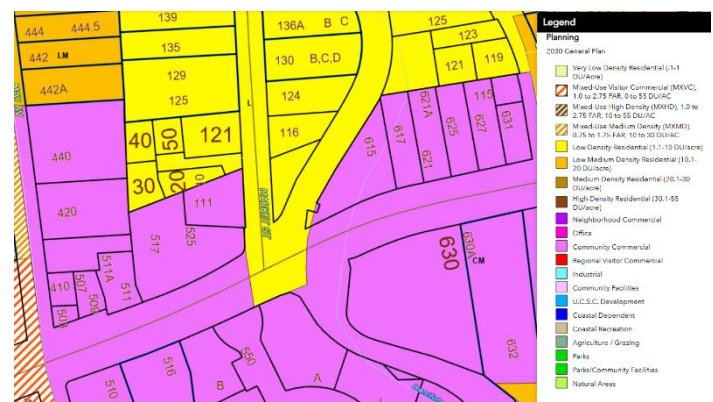 444 444.5
442 LM
442A
440
420
410
508
507
509
511A
511
517
525
111
139
135
129
125
40
50
121
30
20
L
136A B C
130 B,C,D
124
116
125
123
121 119
115
621A
615
617
621
625
627
631
630
630A
CM
632
510
516
550
B
A
Legend
Planning
2030 General Plan
Very Low Density Residential (.1-1
DU/Acre)
Mixed-Use Visitor Commercial (MXVC),
1.0 to 2.75 FAR, 0 to 55 DU/AC
Mixed-Use High Density (MXHD), 1.0 to
2.75 FAR, 10 to 55 DU/AC
Mixed-Use Medium Density (MXMD),
0.75 to 1.75 FAR, 10 to 30 DU/AC
Low Density Residential (1.1-10 DU/acre)
Low Medium Density Residential (10.1-
20 DU/acre)
Medium Density Residential (20.1-30
DU/acre)
High Density Residential (30.1-55
DU/acre)
Neighborhood Commercial
Office
Community Commercial
Regional Visitor Commercial
Industrial
Community Facilities
U.C.S.C. Development
Coastal Dependent
Coastal Recreation
Agriculture / Grazing
Parks
Parks/Community Facilities
Natural Areas